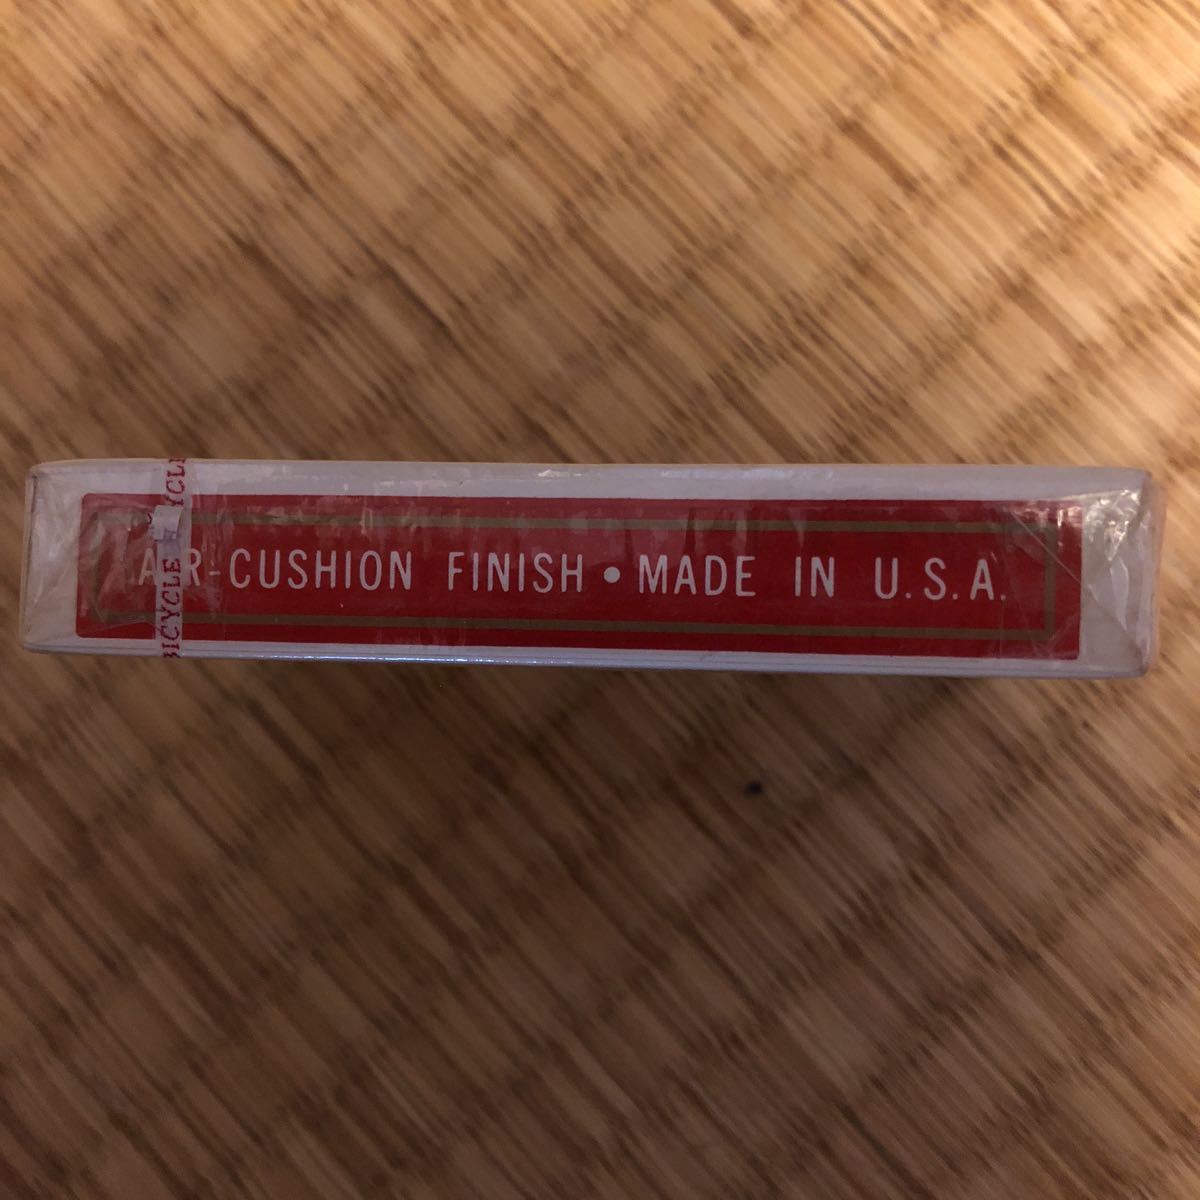 AIR-CUSHION FINISH • MADE IN U.S.A.
BICYCLE